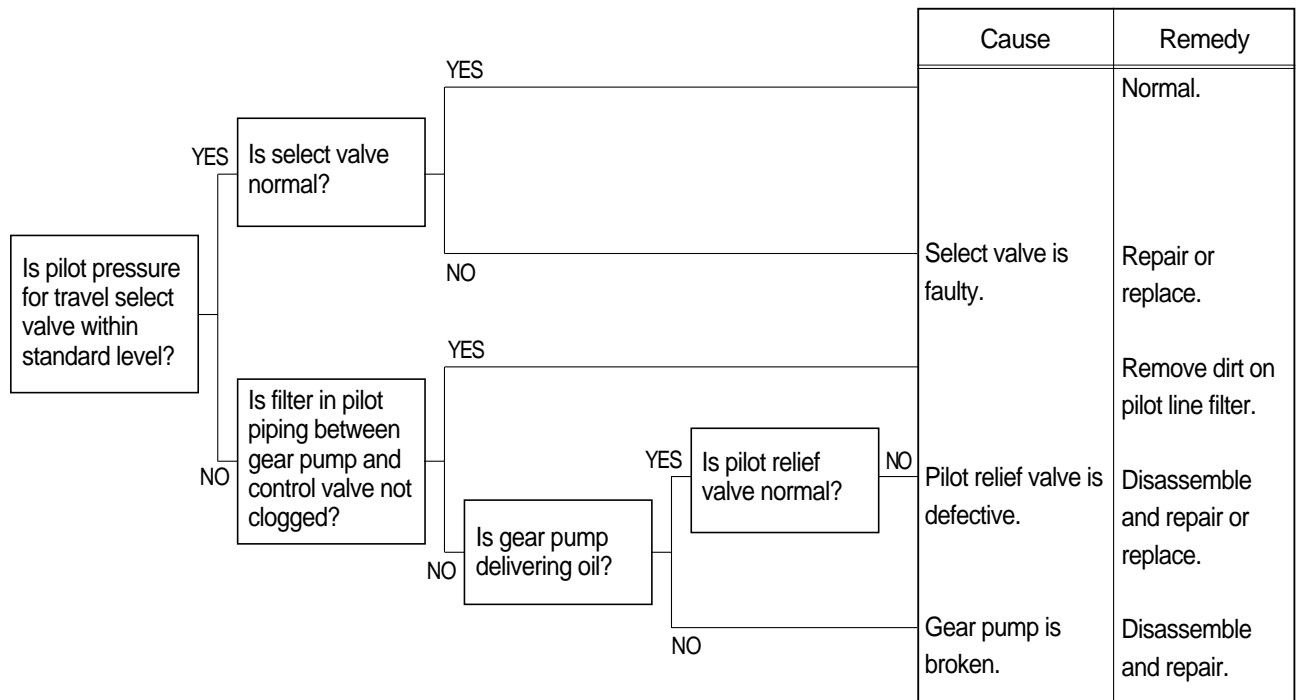 Cause
Remedy
YES
Normal.
YES
Is select valve
normal?
NO
Select valve is
faulty.
Repair or
replace.
Is pilot pressure
for travel select
valve within
standard level?
YES
Remove dirt on
pilot line filter.
NO
Is filter in pilot
piping between
gear pump and
control valve not
clogged?
YES
Is pilot relief
valve normal?
NO
Pilot relief valve is
defective.
Disassemble
and repair or
replace.
NO
Is gear pump
delivering oil?
NO
Gear pump is
broken.
Disassemble
and repair.